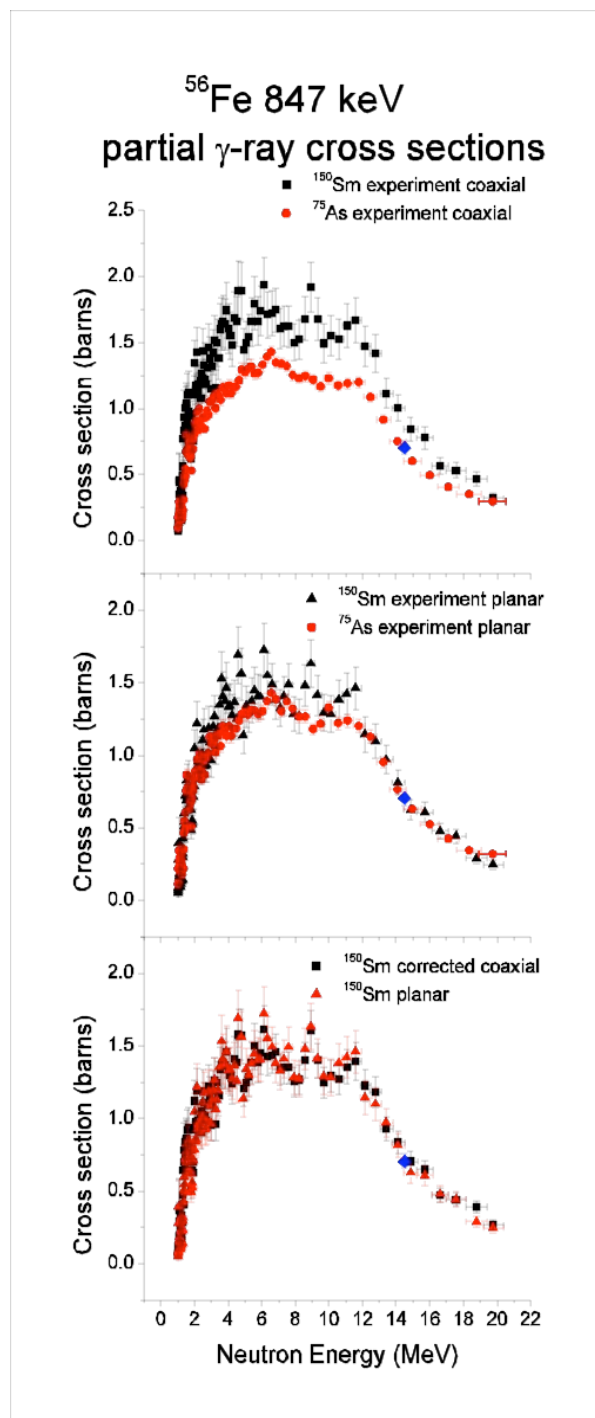 ⁵⁶Fe 847 keV
partial γ-ray cross sections
¹⁵⁰Sm experiment coaxial
⁷⁵As experiment coaxial
2.5
2.0
1.5
1.0
0.5
0.0
Cross section (barns)
¹⁵⁰Sm experiment planar
⁷⁵As experiment planar
2.0
1.5
1.0
0.5
0.0
Cross section (barns)
¹⁵⁰Sm corrected coaxial
¹⁵⁰Sm planar
2.0
1.5
1.0
0.5
0.0
Cross section (barns)
0 2 4 6 8 10 12 14 16 18 20 22
Neutron Energy (MeV)